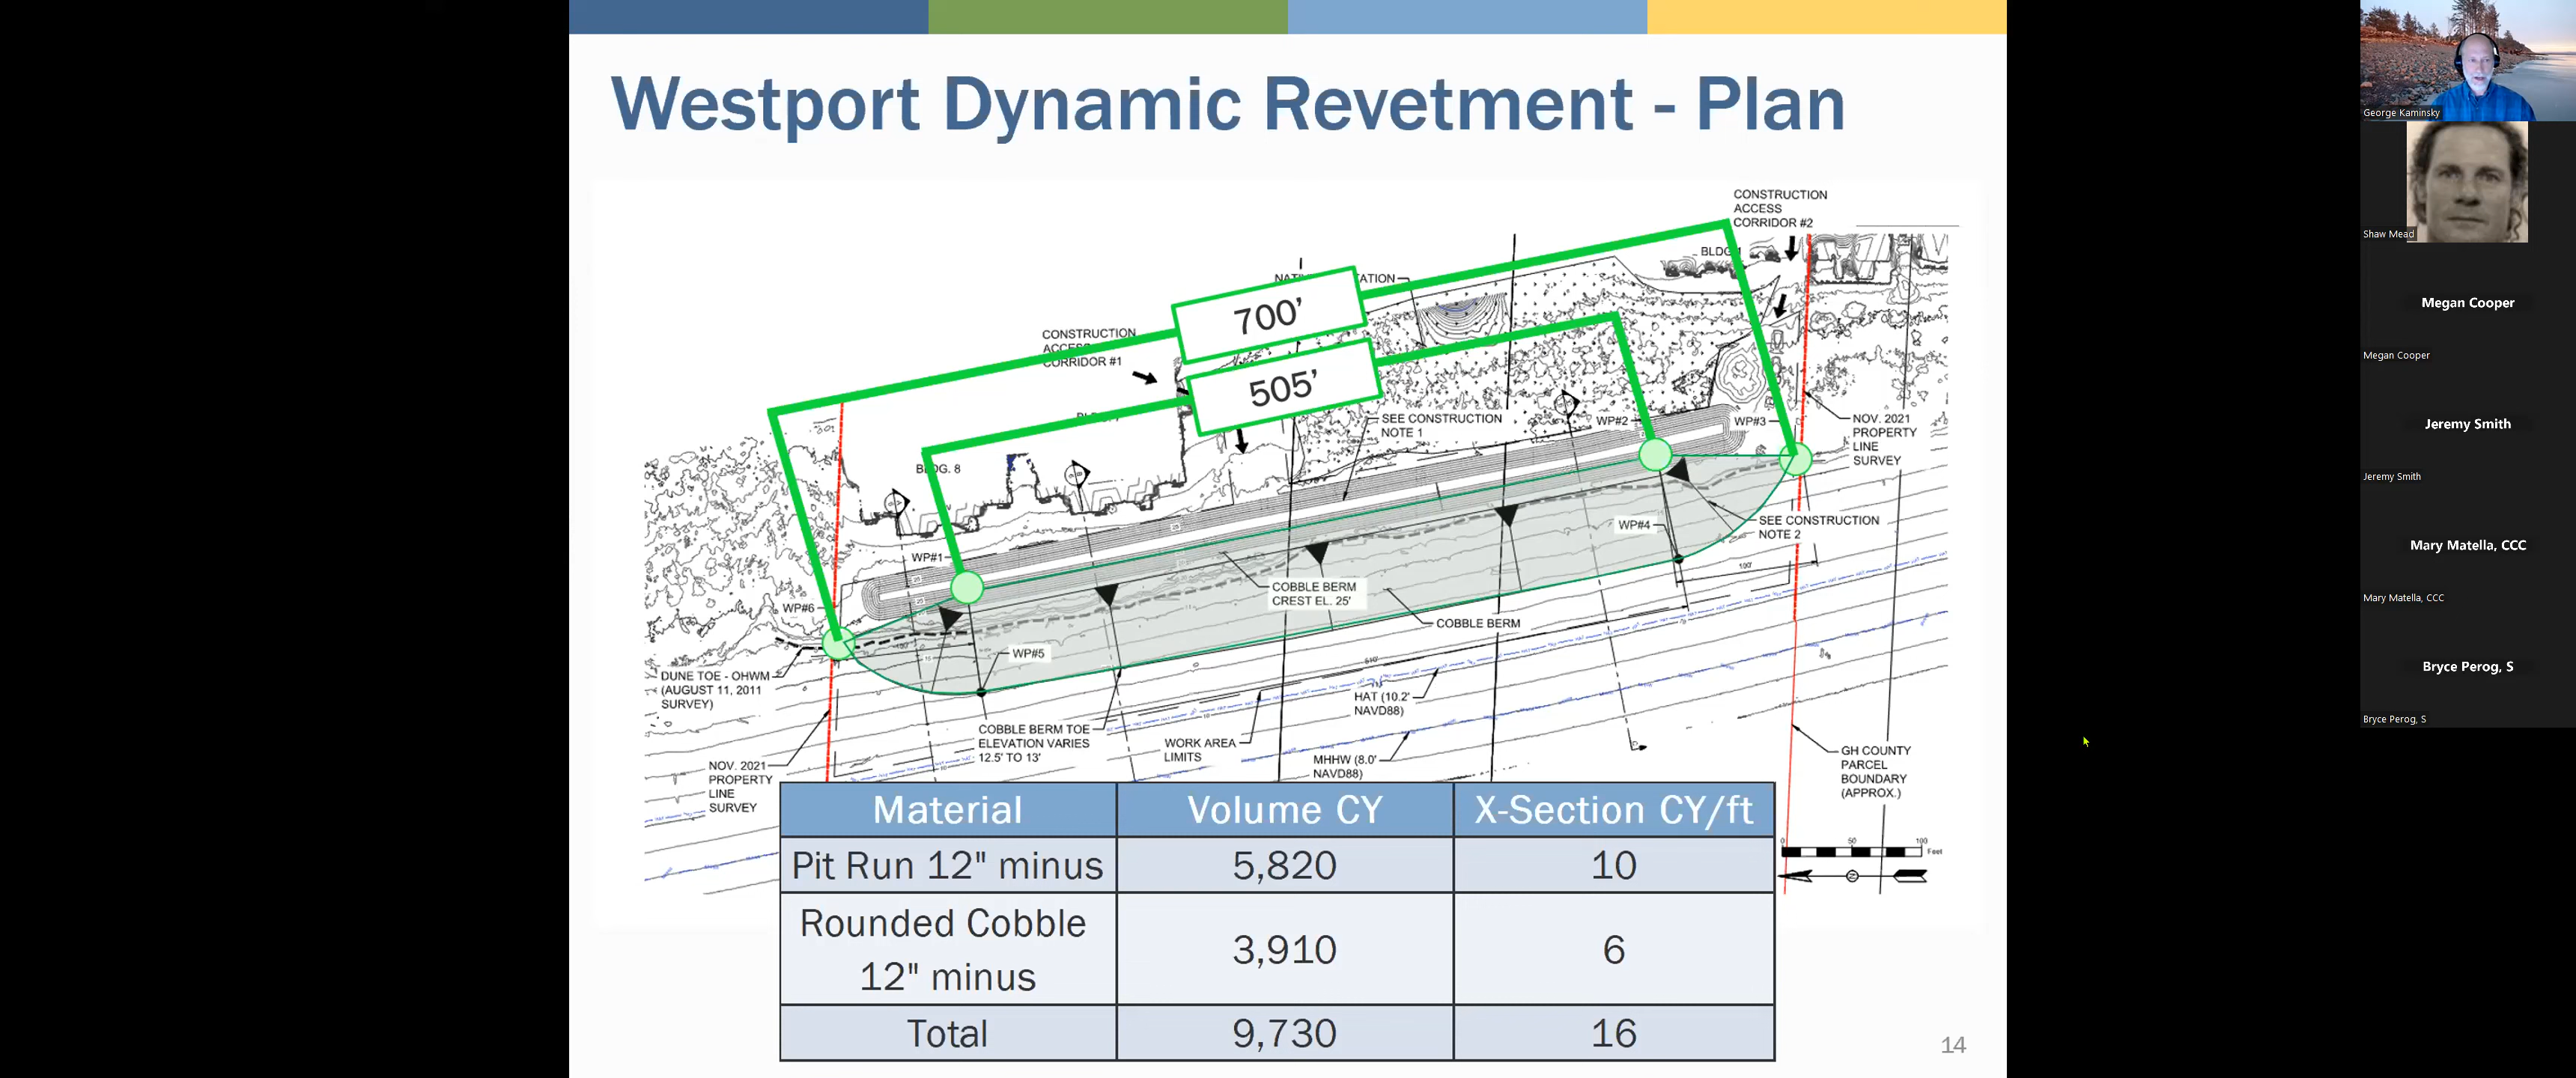 Westport Dynamic Revetment - Plan
CONSTRUCTION
ACCESS
CORRIDOR #2
700'
505'
CONSTRUCTION
CORRIDOR #1
SEE CONSTRUCTION
NOTE 1
WP#2
WP#3
NOV. 2021
PROPERTY
LINE
SURVEY
WP#1
WP#4
SEE CONSTRUCTION
NOTE 2
100'
COBBLE BERM
CREST EL. 25'
COBBLE BERM
WP#6
WP#5
DUNE TOE - OHWM
(AUGUST 11, 2011
SURVEY)
HAT (10.2'
NAVD88)
COBBLE BERM TOE
ELEVATION VARIES
12.5' TO 13'
WORK AREA
LIMITS
MHHW (8.0'
NAVD88)
NOV. 2021
PROPERTY
LINE
SURVEY
GH COUNTY
PARCEL
BOUNDARY
(APPROX.)
0 50 100
Feet
Material Volume CY X-Section CY/ft
Pit Run 12" minus 5,820 10
Rounded Cobble
12" minus 3,910 6
Total 9,730 16
14
George Kaminsky
Shaw Mead
Megan Cooper
Megan Cooper
Jeremy Smith
Jeremy Smith
Mary Matella, CCC
Mary Matella, CCC
Bryce Perog, S
Bryce Perog, S